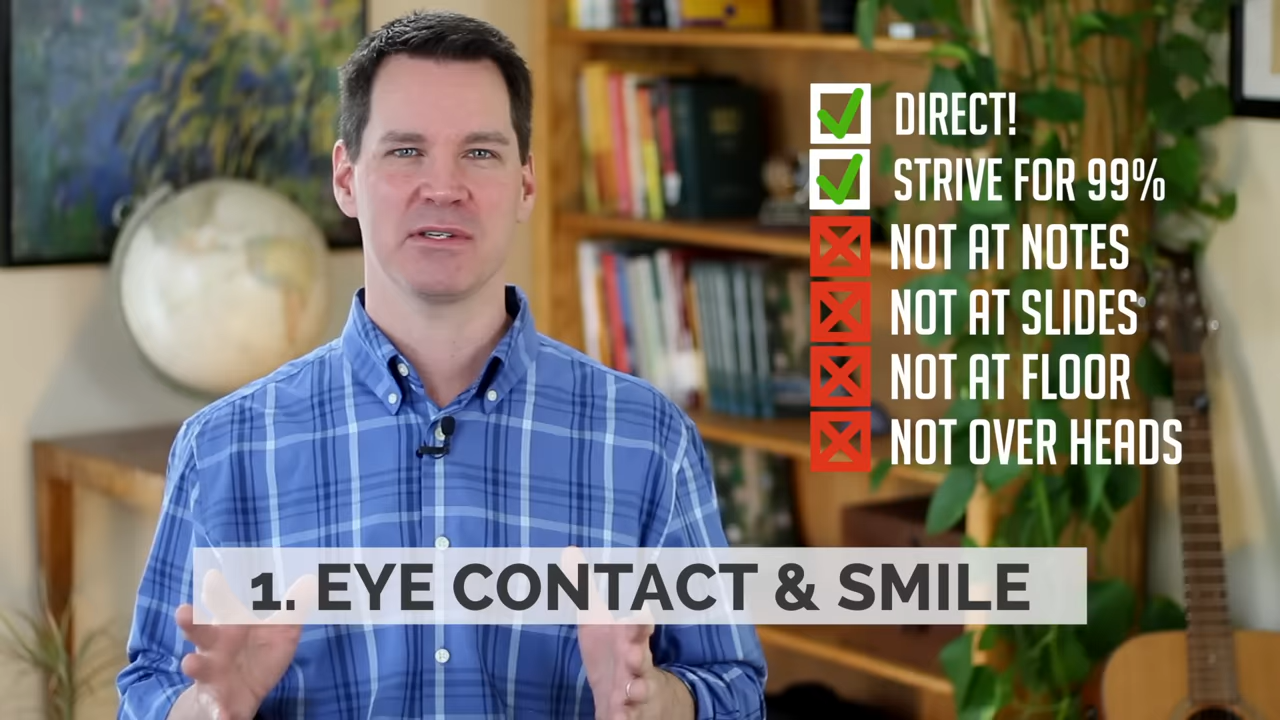 DIRECT!
STRIVE FOR 99%
NOT AT NOTES
NOT AT SLIDES
NOT AT FLOOR
NOT OVER HEADS
1. EYE CONTACT & SMILE